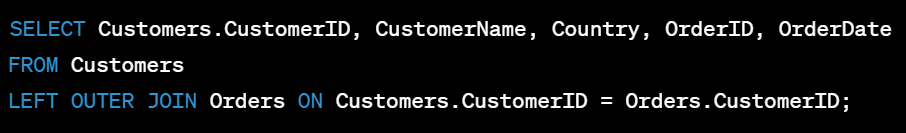 SELECT Customers.CustomerID, CustomerName, Country, OrderID, OrderDate
FROM Customers
LEFT OUTER JOIN Orders ON Customers.CustomerID = Orders.CustomerID;